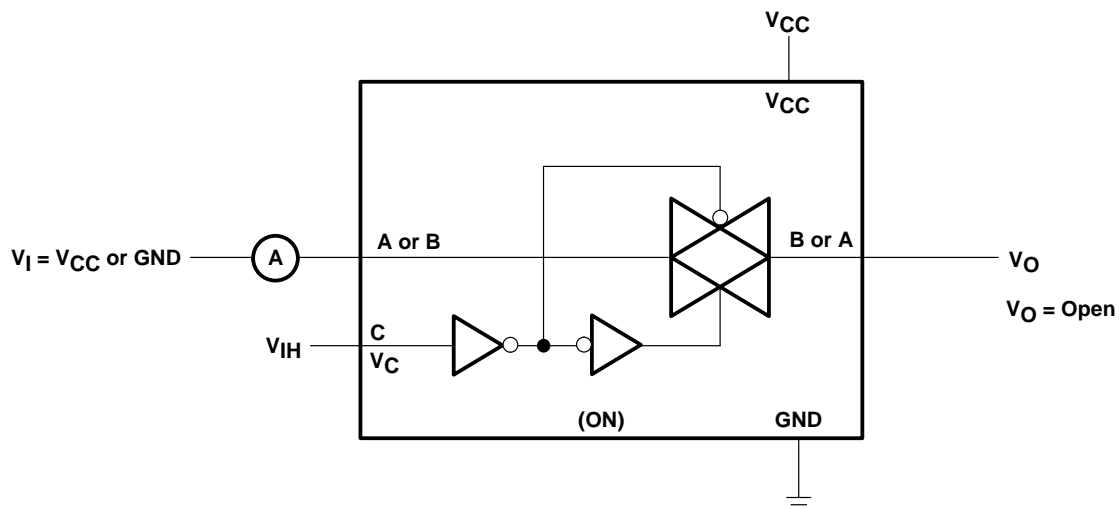 VCC
VCC
A or B
B or A
VI = VCC or GND
A
VO
VO = Open
C
VIH
VC
(ON)
GND